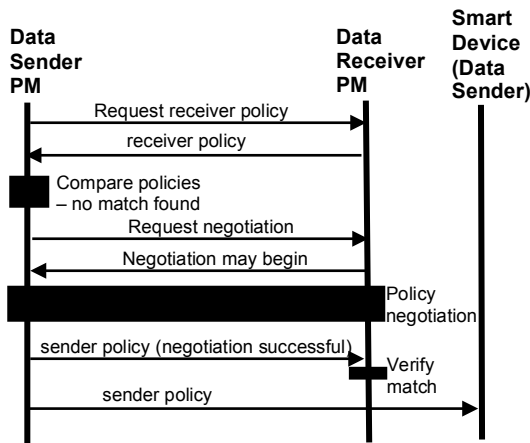 Data
Sender
PM
Data
Receiver
PM
Smart
Device
(Data
Sender)
Request receiver policy
receiver policy
Compare policies
– no match found
Request negotiation
Negotiation may begin
Policy
negotiation
sender policy (negotiation successful)
Verify
match
sender policy